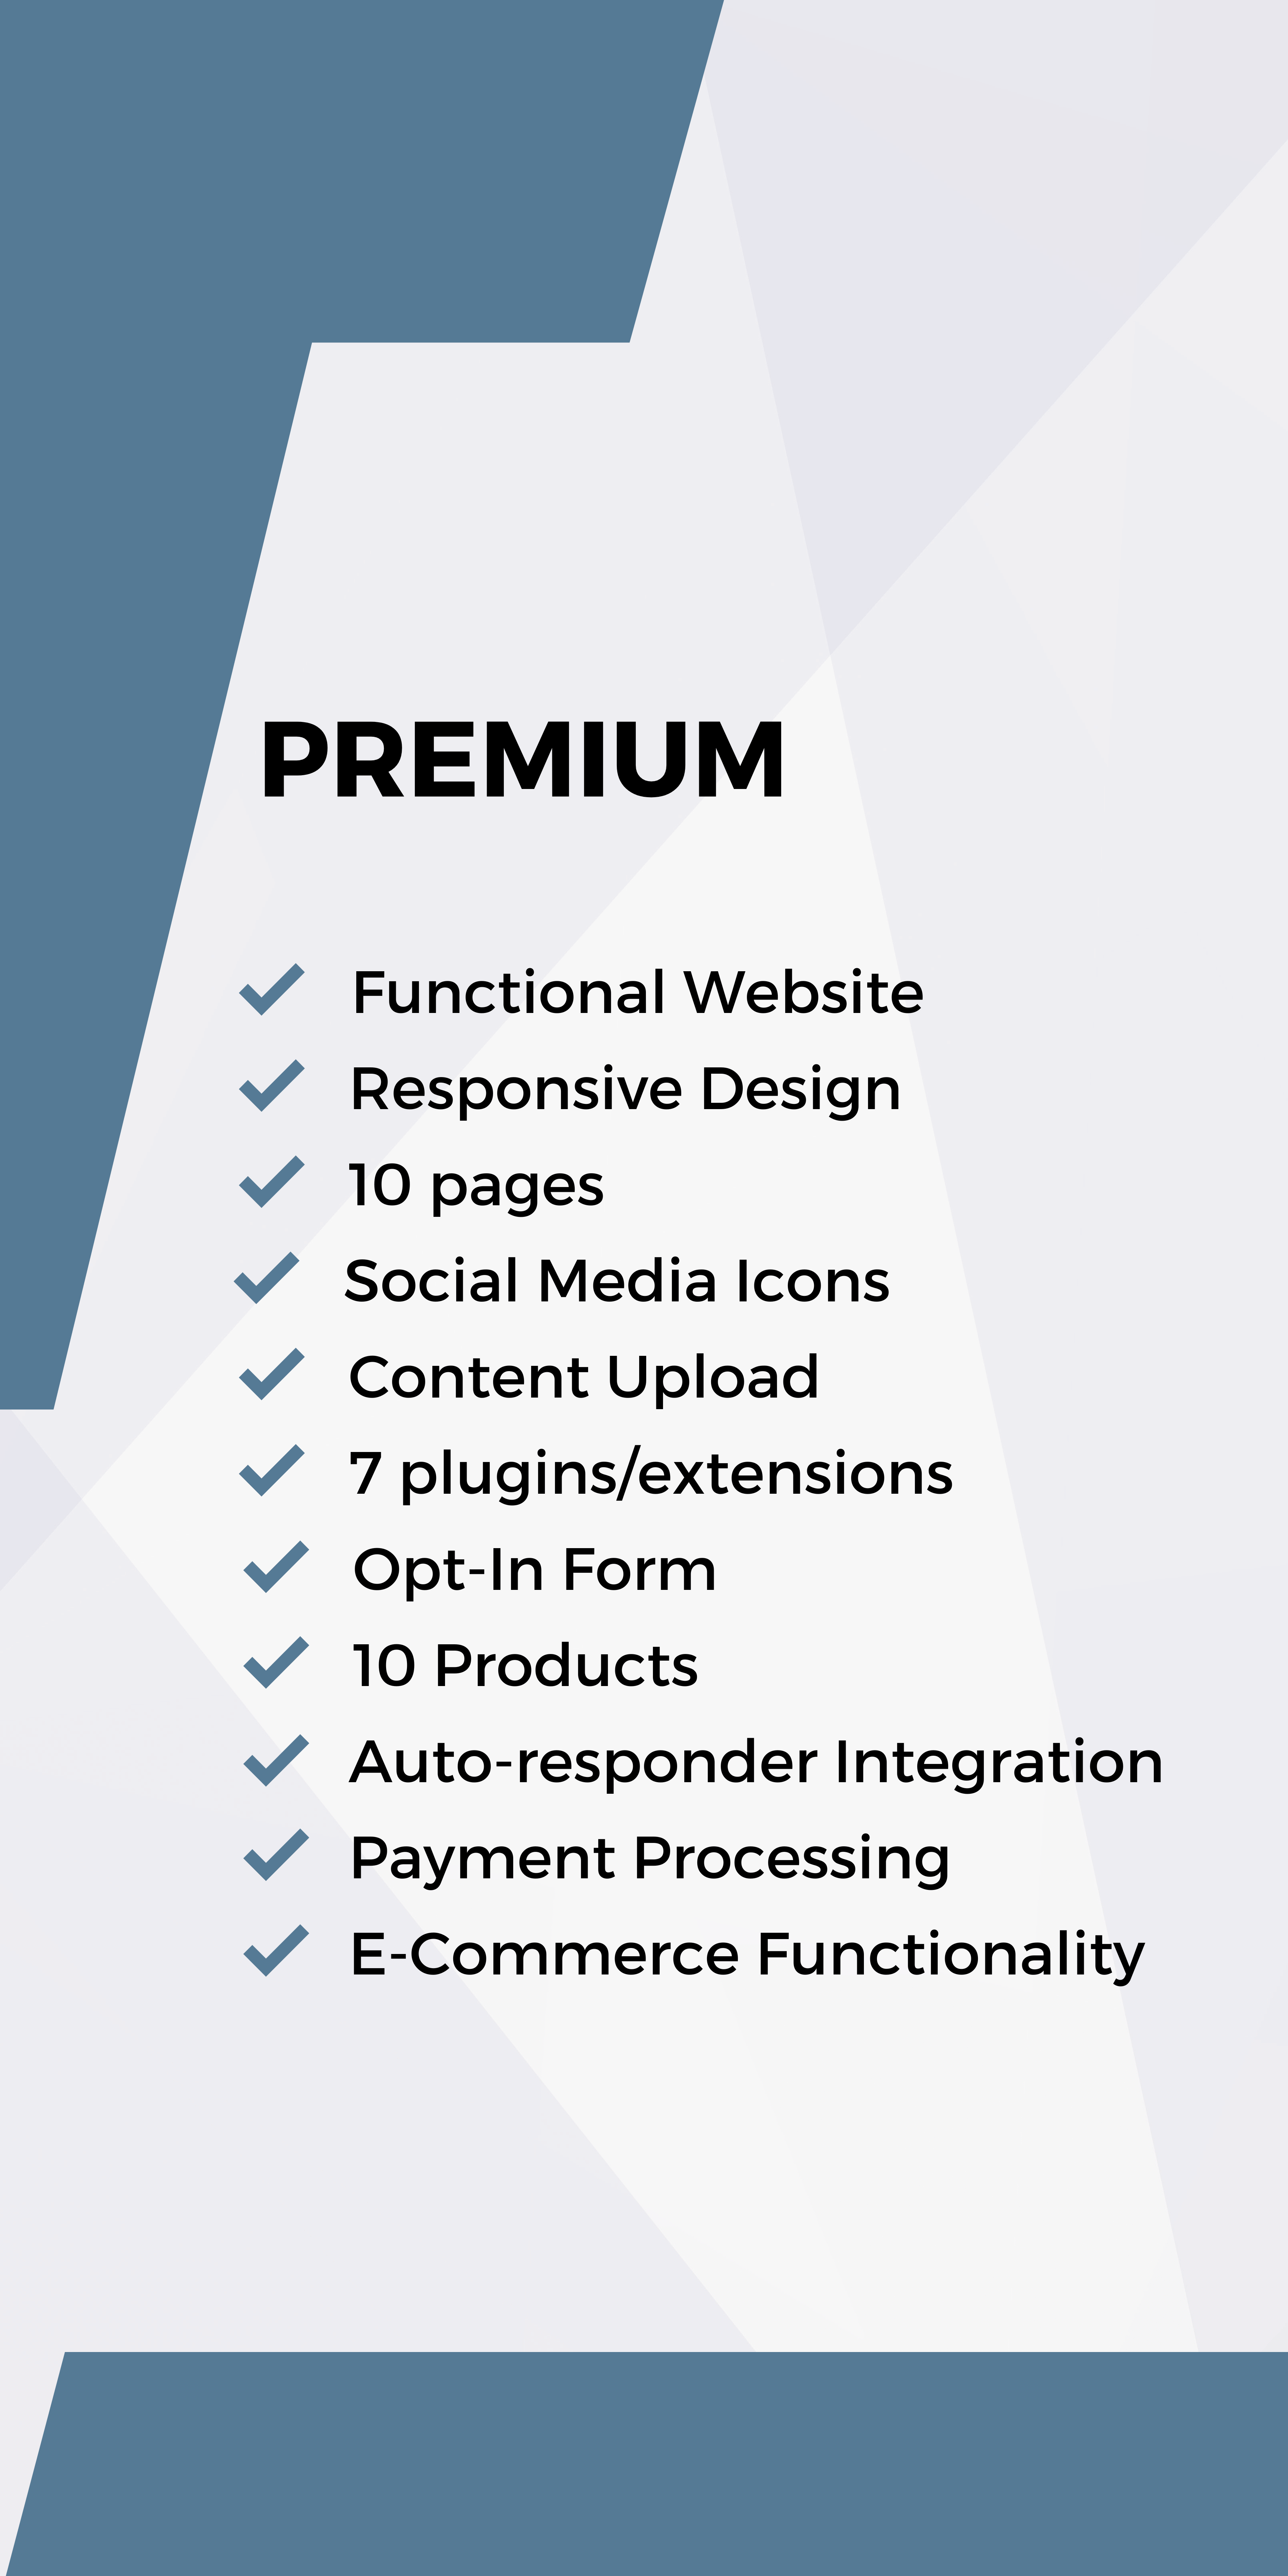 PREMIUM
Functional Website
Responsive Design
10 pages
Social Media Icons
Content Upload
7 plugins/extensions
Opt-In Form
10 Products
Auto-responder Integration
Payment Processing
E-Commerce Functionality